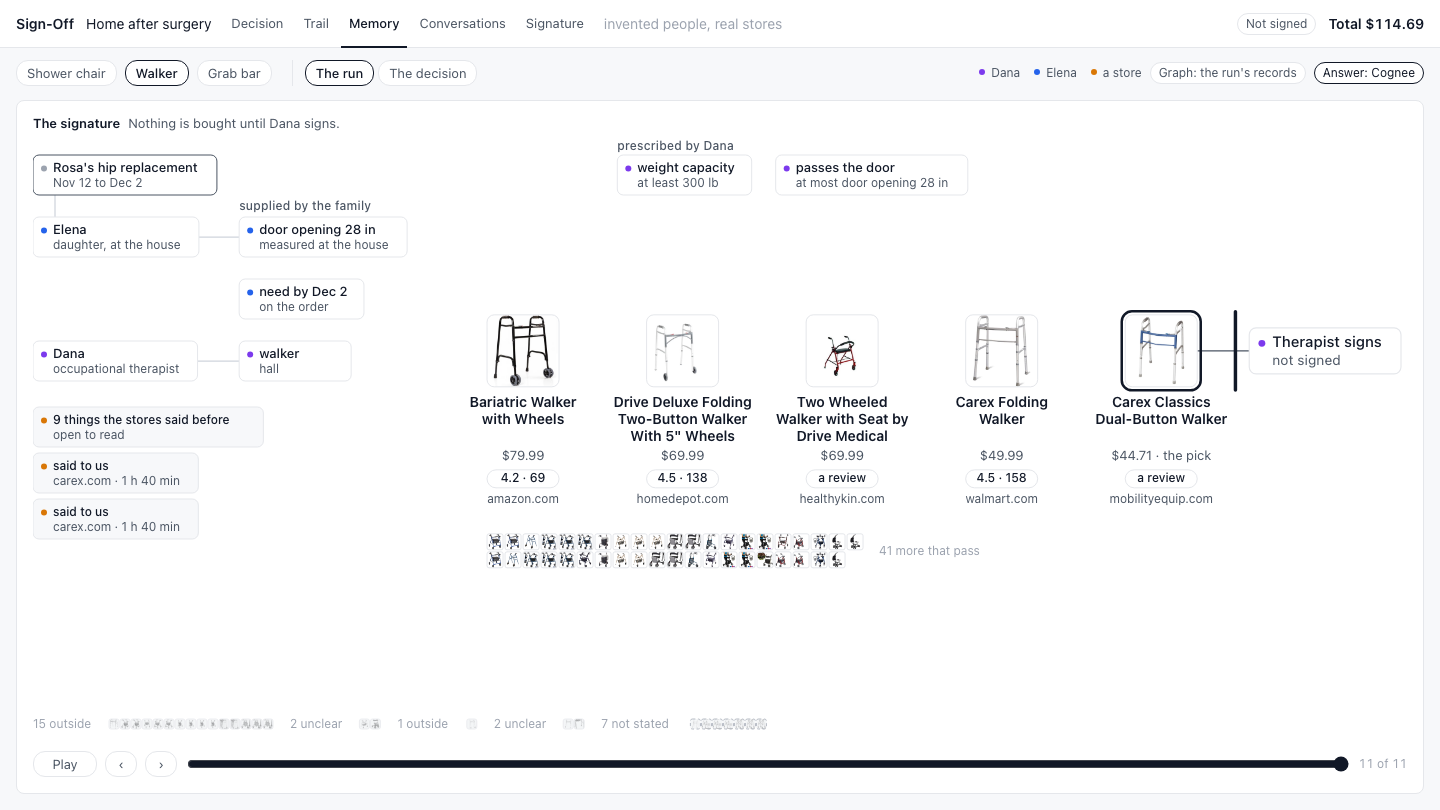 Sign-Off Home after surgery Decision Trail Memory Conversations Signature invented people, real stores Not signed Total $114.69
Shower chair Walker Grab bar The run The decision Dana Elena a store Graph: the run's records Answer: Cognee
The signature Nothing is bought until Dana signs.
prescribed by Dana
Rosa's hip replacement
Nov 12 to Dec 2
weight capacity
at least 300 lb
passes the door
at most door opening 28 in
supplied by the family
Elena
daughter, at the house
door opening 28 in
measured at the house
need by Dec 2
on the order
Dana
occupational therapist
walker
hall
Therapist signs
not signed
9 things the stores said before
open to read
said to us
carex.com · 1 h 40 min
said to us
carex.com · 1 h 40 min
Bariatric Walker
with Wheels
$79.99
4.2 · 69
amazon.com
Drive Deluxe Folding
Two-Button Walker
With 5" Wheels
$69.99
4.5 · 138
homedepot.com
Two Wheeled
Walker with Seat by
Drive Medical
$69.99
a review
healthykin.com
Carex Folding
Walker
$49.99
4.5 · 158
walmart.com
Carex Classics
Dual-Button Walker
$44.71 · the pick
a review
mobilityequip.com
41 more that pass
15 outside 2 unclear 1 outside 2 unclear 7 not stated
Play ‹ › 11 of 11